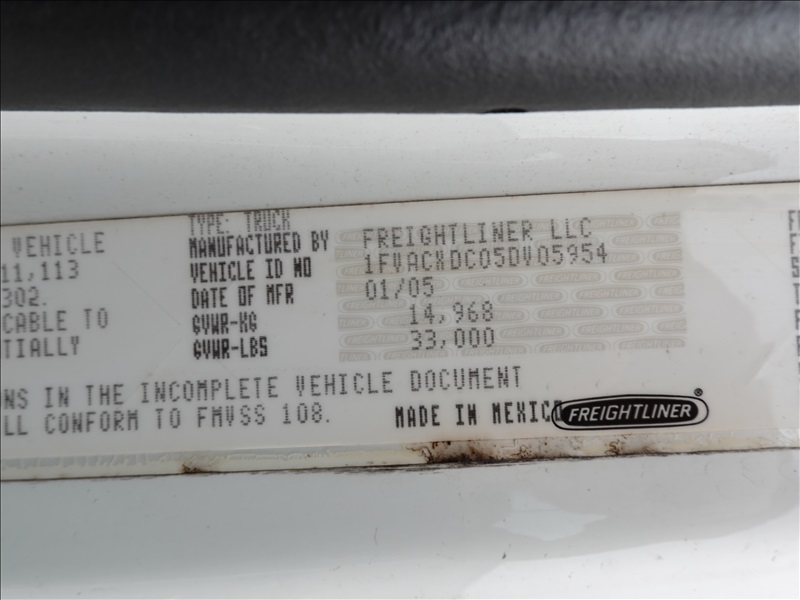 TYPE: TRUCK
VEHICLE MANUFACTURED BY FREIGHTLINER LLC
11,113 VEHICLE ID NO 1FVACXDC05DV05954
302. DATE OF MFR 01/05
CABLE TO GVWR-KG 14,968
TIALLY GVWR-LBS 33,000
NS IN THE INCOMPLETE VEHICLE DOCUMENT
LL CONFORM TO FMVSS 108. MADE IN MEXICO FREIGHTLINER®